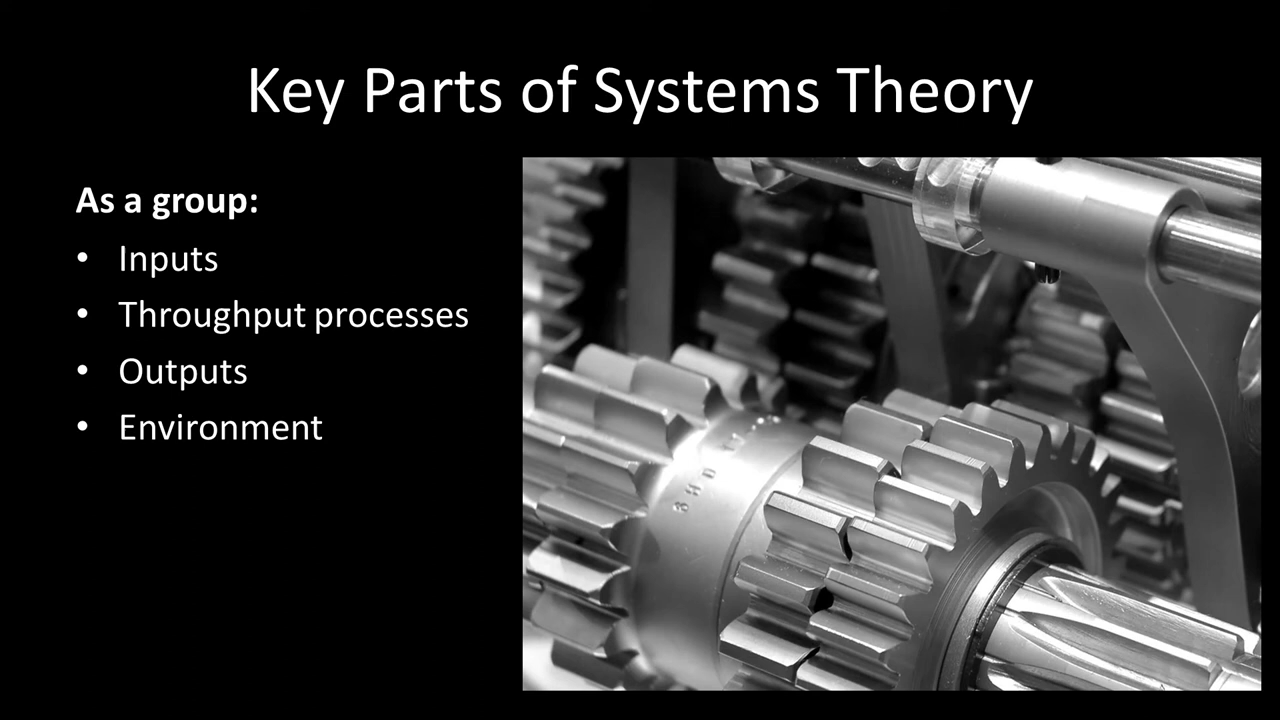 Key Parts of Systems Theory
As a group:
• Inputs
• Throughput processes
• Outputs
• Environment